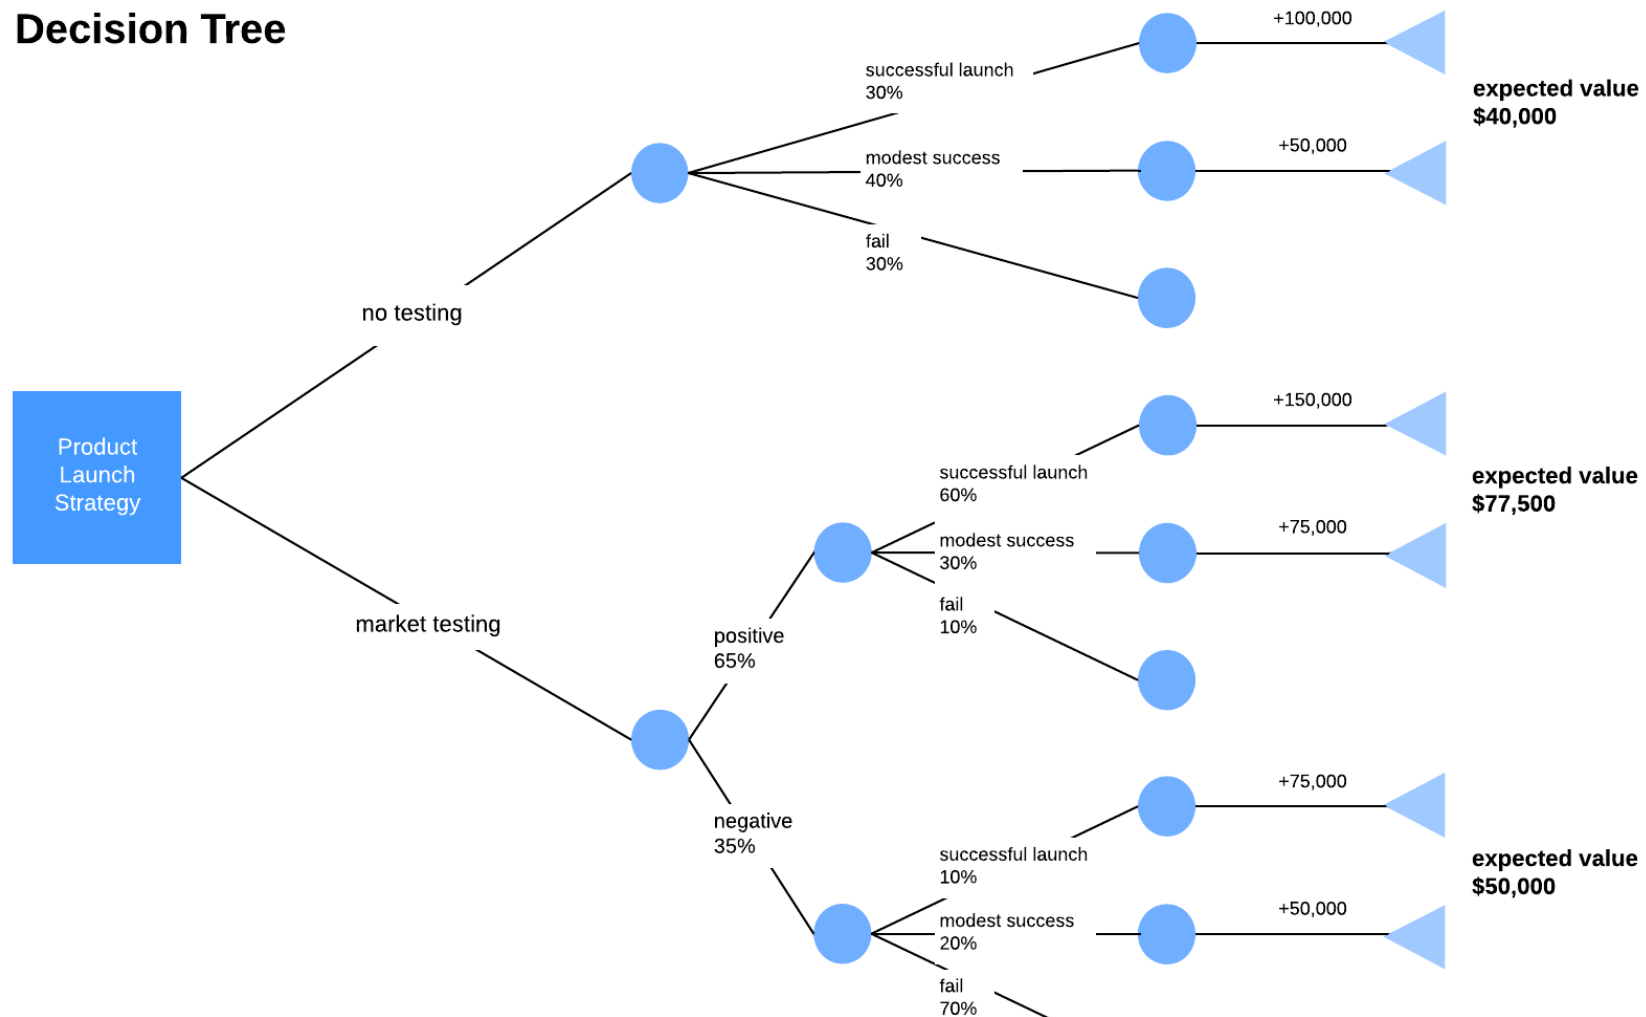 Decision Tree
+100,000
successful launch
30%
expected value
$40,000
+50,000
modest success
40%
fail
30%
no testing
+150,000
Product
Launch
Strategy
successful launch
60%
expected value
$77,500
+75,000
modest success
30%
fail
10%
market testing
positive
65%
+75,000
negative
35%
successful launch
10%
expected value
$50,000
+50,000
modest success
20%
fail
70%